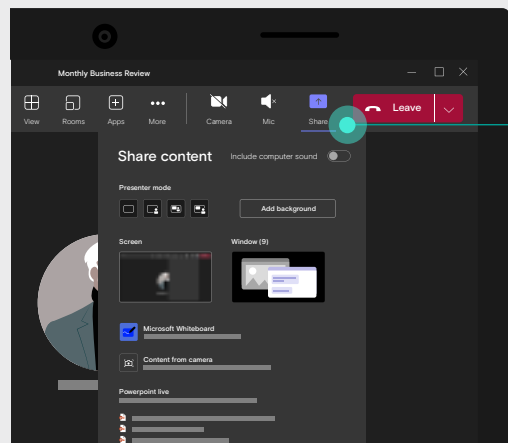 Monthly Business Review
View Rooms Apps More Camera Mic Share Leave
Share content Include computer sound
Presenter mode
Add background
Screen Window (9)
Microsoft Whiteboard
Content from camera
Powerpoint live